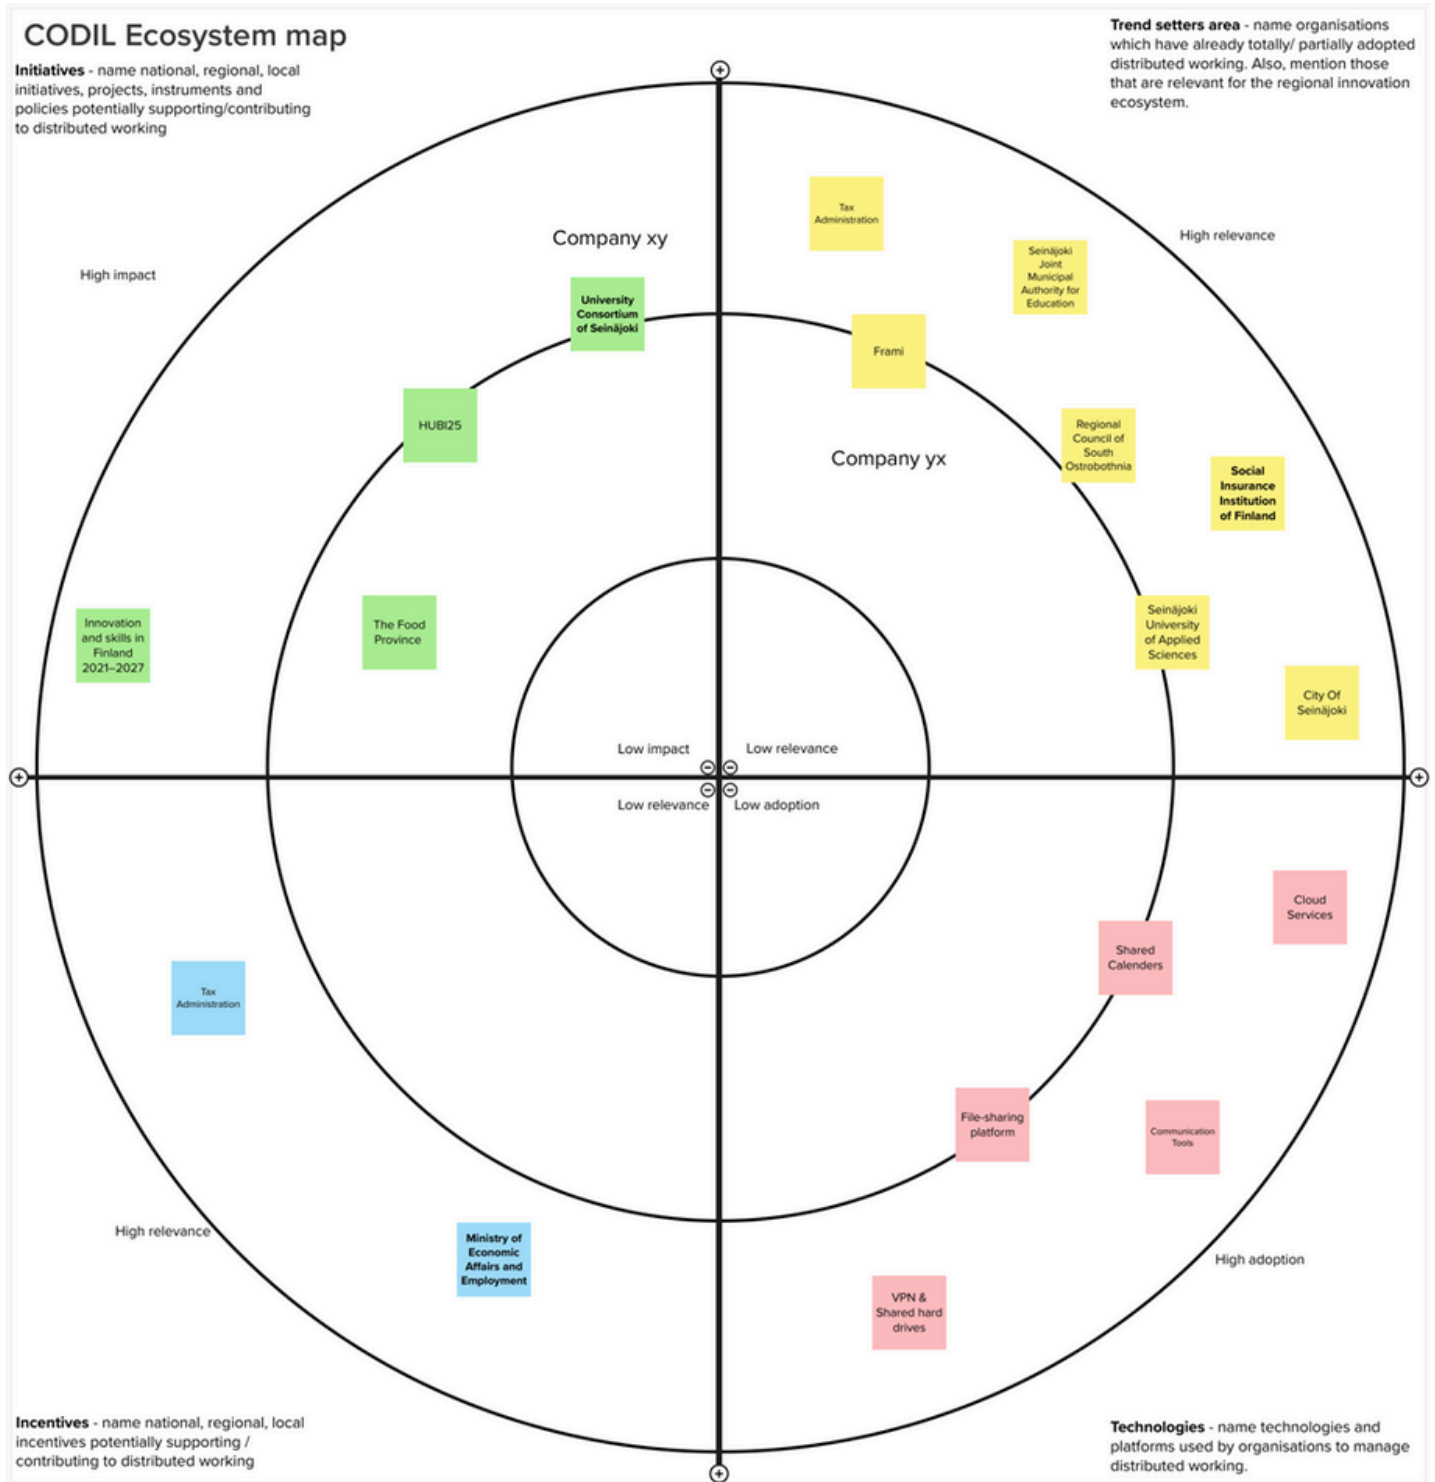 CODIL Ecosystem map
Initiatives - name national, regional, local
initiatives, projects, instruments and
policies potentially supporting/contributing
to distributed working
Trend setters area - name organisations
which have already totally/ partially adopted
distributed working. Also, mention those
that are relevant for the regional innovation
ecosystem.
High impact
Company xy
University
Consortium
of Seinäjoki
HUBI25
The Food
Province
Innovation
and skills in
Finland
2021–2027
Low impact
Tax
Administration
Seinäjoki
Joint
Municipal
Authority for
Education
High relevance
Frami
Company yx
Regional
Council of
South
Ostrobothnia
Social
Insurance
Institution
of Finland
Seinäjoki
University
of Applied
Sciences
City Of
Seinäjoki
Low relevance
Low relevance
Tax
Administration
High relevance
Ministry of
Economic
Affairs and
Employment
Low adoption
Cloud
Services
Shared
Calenders
File-sharing
platform
Communication
Tools
High adoption
VPN &
Shared hard
drives
Incentives - name national, regional, local
incentives potentially supporting /
contributing to distributed working
Technologies - name technologies and
platforms used by organisations to manage
distributed working.